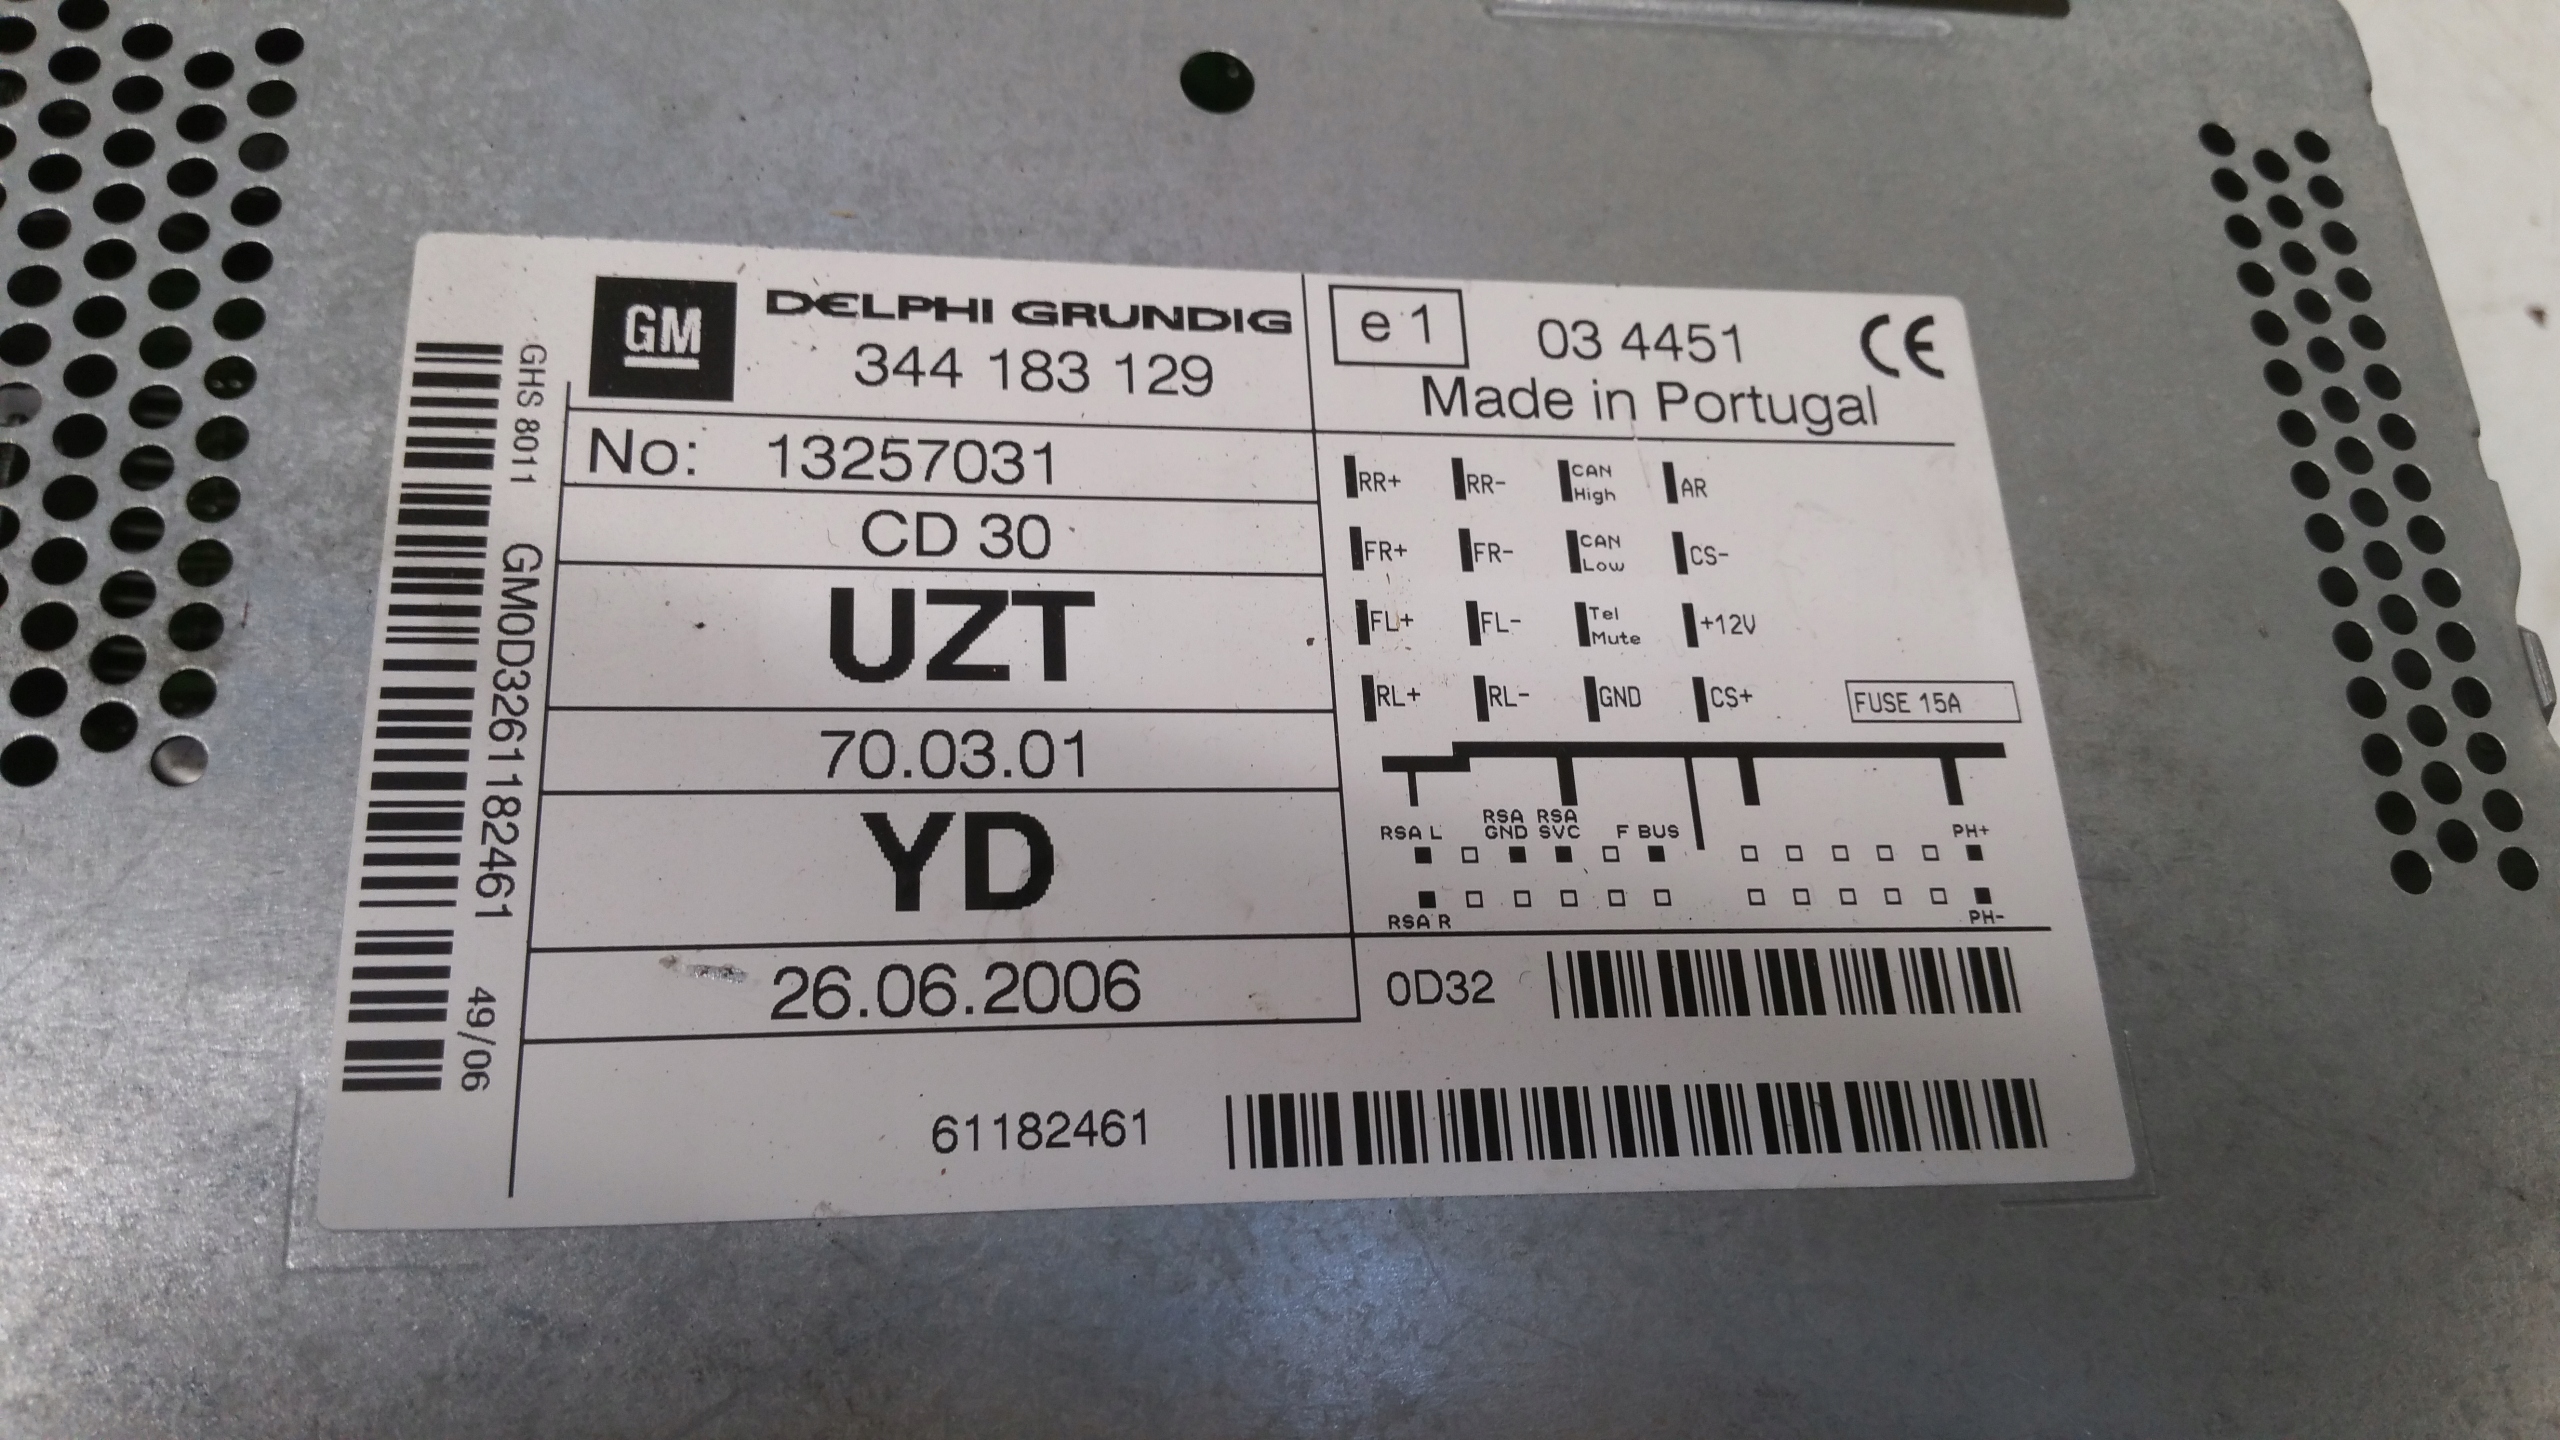 GM
DELPHI GRUNDIG
344 183 129
e1
03 4451
CE
Made in Portugal
No: 13257031
CD 30
UZT
70.03.01
YD
26.06.2006
RR+ RR- CAN High AR
FR+ FR- CAN Low CS-
FL+ FL- Tel Mute +12V
RL+ RL- GND CS+
FUSE 15A
RSA L RSA GND RSA SVC F BUS PH+
RSA R PH-
0D32
61182461
GHS 8011 GM0D3261182461 49/06